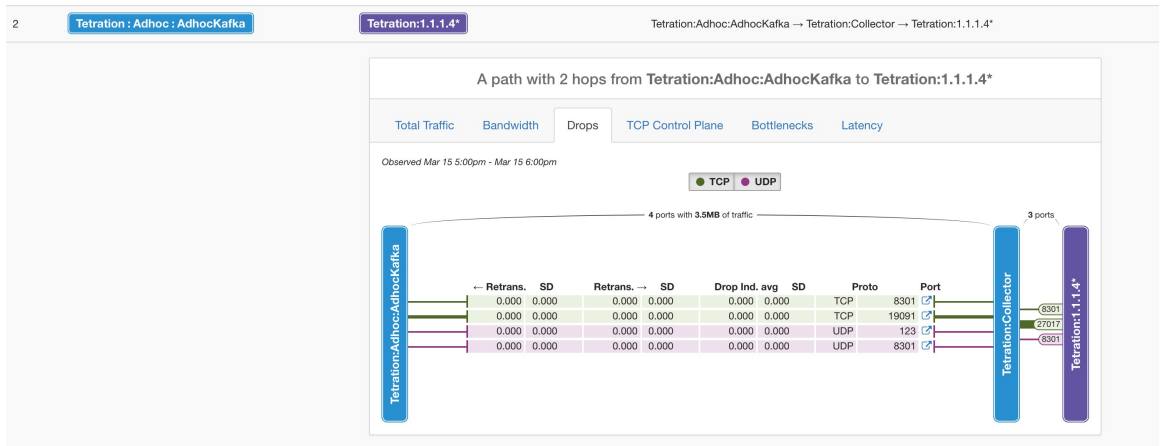 2 Tetration : Adhoc : AdhocKafka Tetration:1.1.1.4* Tetration:Adhoc:AdhocKafka → Tetration:Collector → Tetration:1.1.1.4*
A path with 2 hops from Tetration:Adhoc:AdhocKafka to Tetration:1.1.1.4*
Total Traffic Bandwidth Drops TCP Control Plane Bottlenecks Latency
Observed Mar 15 5:00pm - Mar 15 6:00pm
TCP UDP
4 ports with 3.5MB of traffic 3 ports
Tetration:Adhoc:AdhocKafka
← Retrans. SD Retrans. → SD Drop Ind. avg SD Proto Port
0.000 0.000 0.000 0.000 0.000 0.000 TCP 8301
0.000 0.000 0.000 0.000 0.000 0.000 TCP 19091
0.000 0.000 0.000 0.000 0.000 0.000 UDP 123
0.000 0.000 0.000 0.000 0.000 0.000 UDP 8301
Tetration:Collector
8301
27017
8301
Tetration:1.1.1.4*